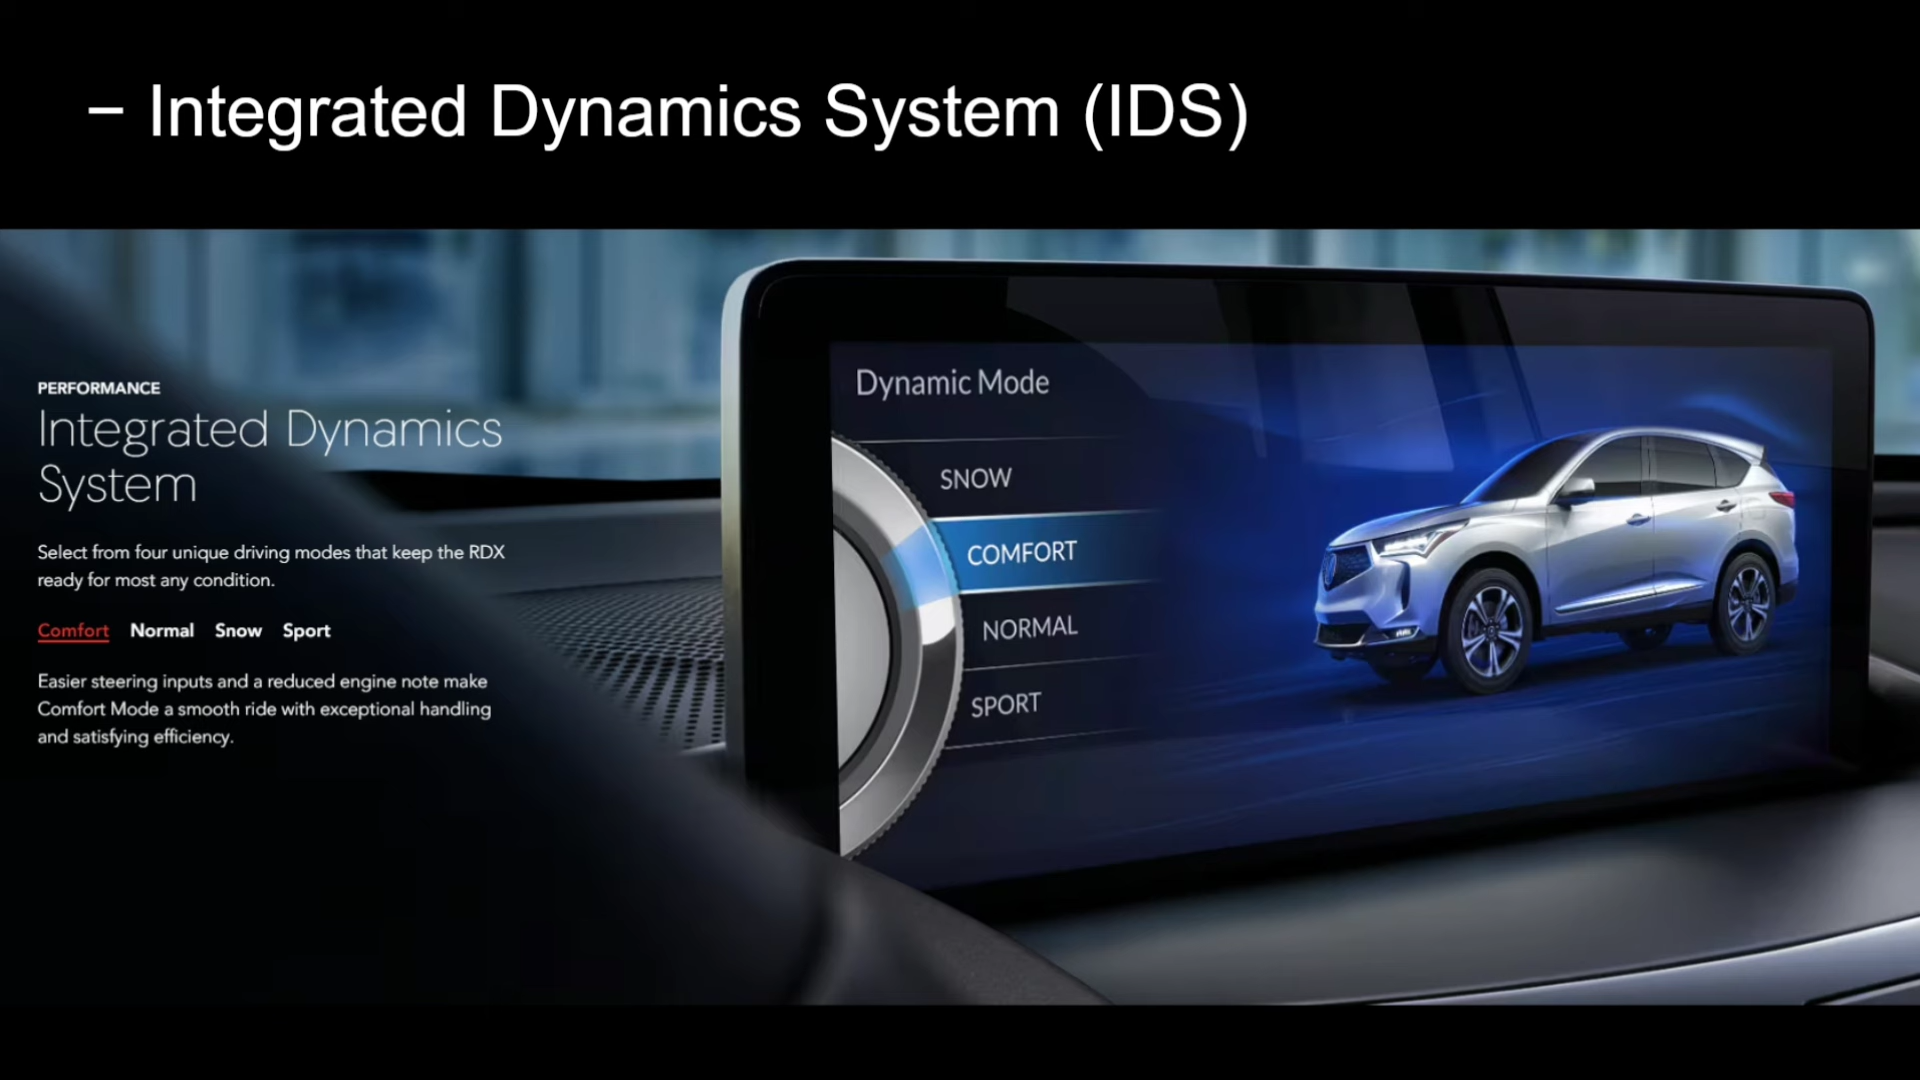 – Integrated Dynamics System (IDS)
PERFORMANCE
Integrated Dynamics
System
Select from four unique driving modes that keep the RDX
ready for most any condition.
Comfort Normal Snow Sport
Easier steering inputs and a reduced engine note make
Comfort Mode a smooth ride with exceptional handling
and satisfying efficiency.
Dynamic Mode
SNOW
COMFORT
NORMAL
SPORT